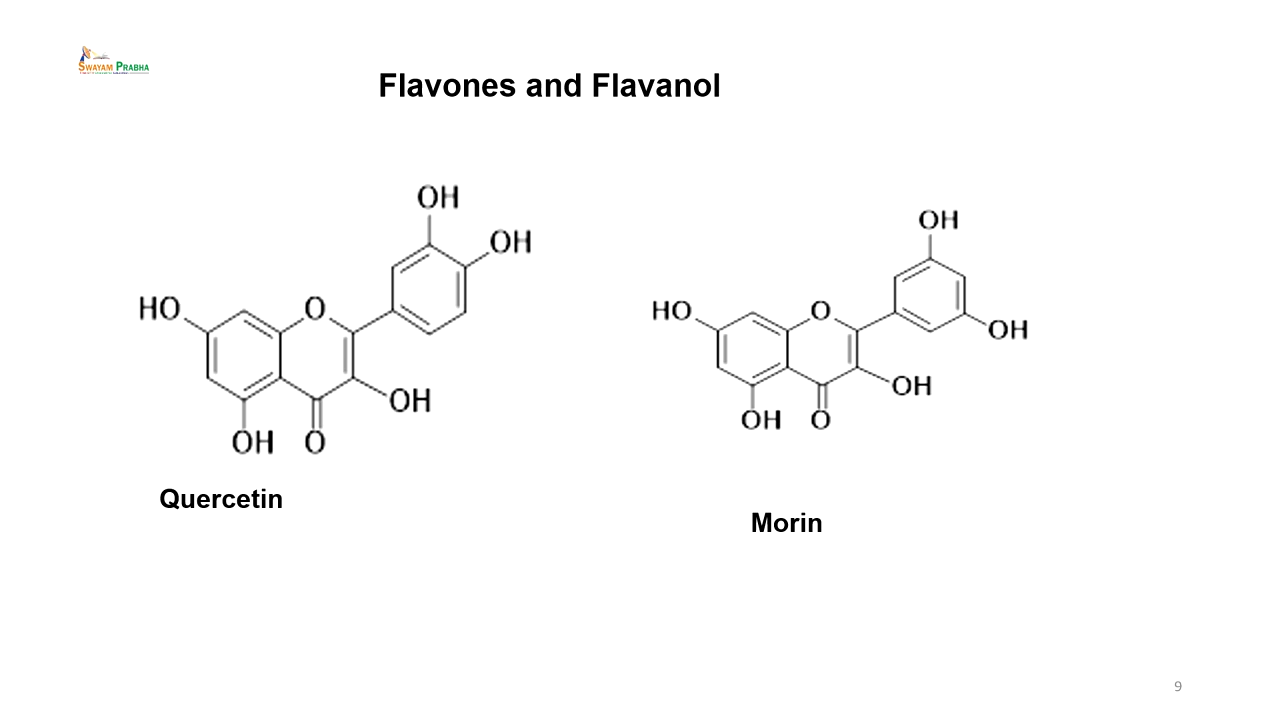 SWAYAM PRABHA
Flavones and Flavanol
OH
OH
HO
O
OH
OH
O
Quercetin
OH
HO
O
OH
OH
OH
O
Morin
9